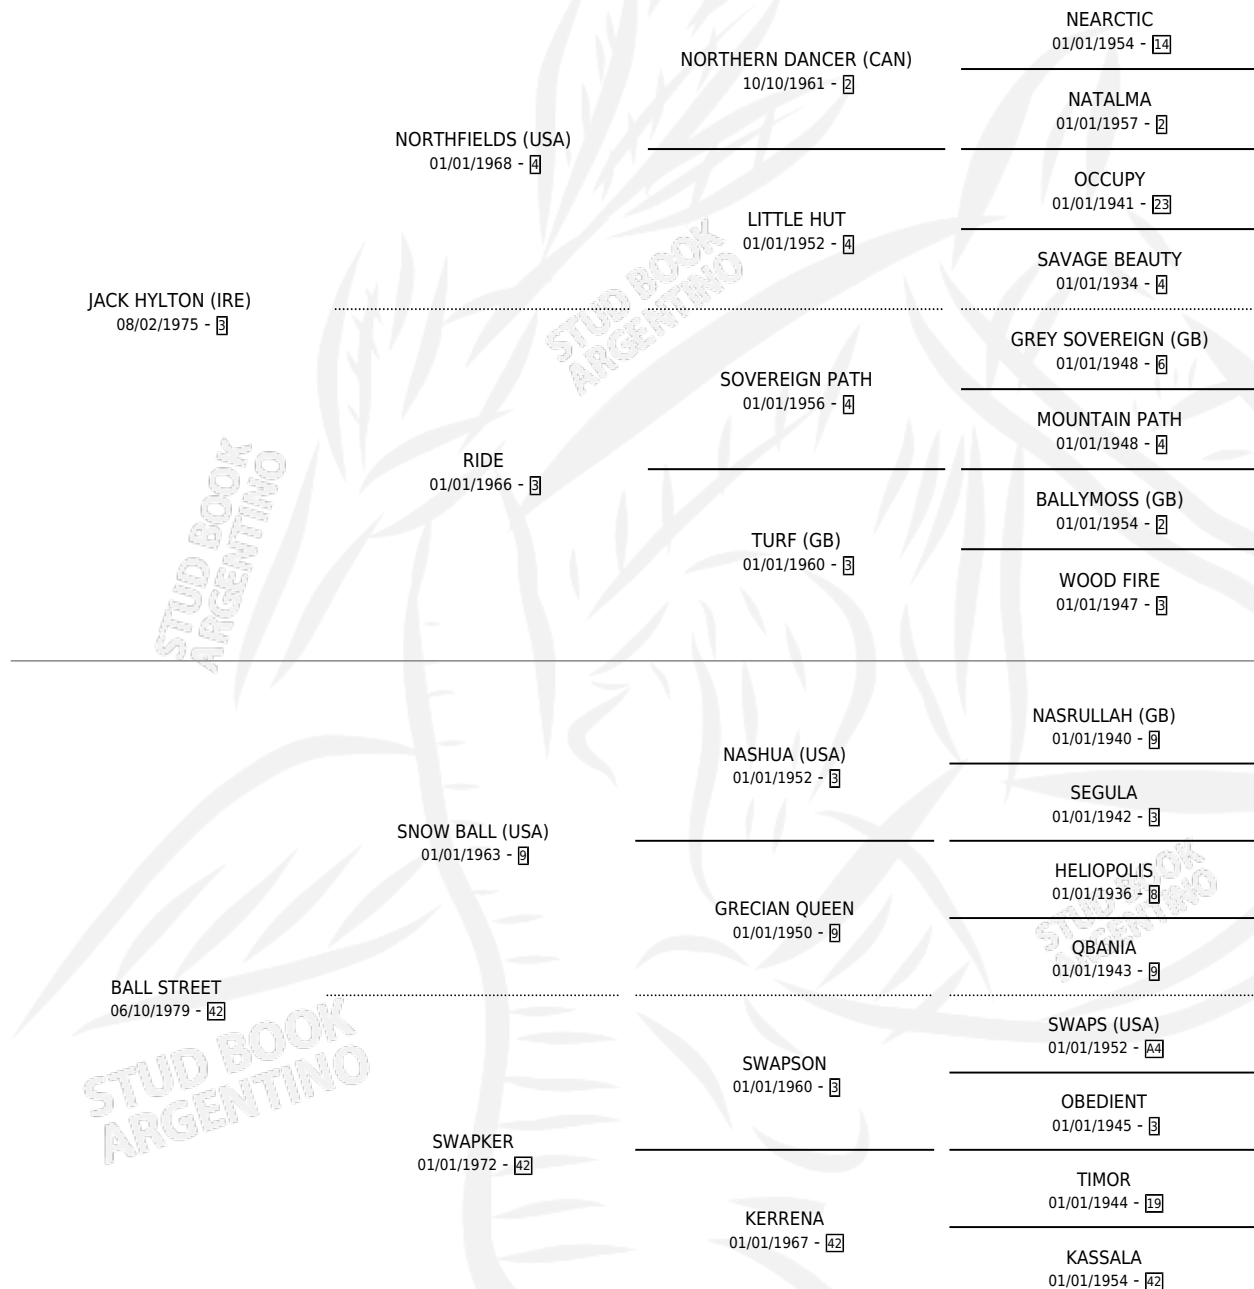 NEARCTIC
01/01/1954 - 14
NORTHERN DANCER (CAN)
10/10/1961 - 2
NATALMA
01/01/1957 - 2
NORTHFIELDS (USA)
01/01/1968 - 4
OCCUPY
01/01/1941 - 23
LITTLE HUT
01/01/1952 - 4
SAVAGE BEAUTY
01/01/1934 - 4
JACK HYLTON (IRE)
08/02/1975 - 3
GREY SOVEREIGN (GB)
01/01/1948 - 6
SOVEREIGN PATH
01/01/1956 - 4
MOUNTAIN PATH
01/01/1948 - 4
RIDE
01/01/1966 - 3
BALLYMOSS (GB)
01/01/1954 - 2
TURF (GB)
01/01/1960 - 3
WOOD FIRE
01/01/1947 - 3
NASRULLAH (GB)
01/01/1940 - 9
NASHUA (USA)
01/01/1952 - 3
SEGULA
01/01/1942 - 3
SNOW BALL (USA)
01/01/1963 - 9
HELIOPOLIS
01/01/1936 - 8
GRECIAN QUEEN
01/01/1950 - 9
QBANIA
01/01/1943 - 9
BALL STREET
06/10/1979 - 42
SWAPS (USA)
01/01/1952 - A4
SWAPSON
01/01/1960 - 3
OBEDIENT
01/01/1945 - 3
SWAPKER
01/01/1972 - 42
TIMOR
01/01/1944 - 19
KERRENA
01/01/1967 - 42
KASSALA
01/01/1954 - 42
STUD BOOK
ARGENTINO
STUD BOOK
ARGENTINO
STUD BOOK
ARGENTINO
STUD BOOK
ARGENTINO